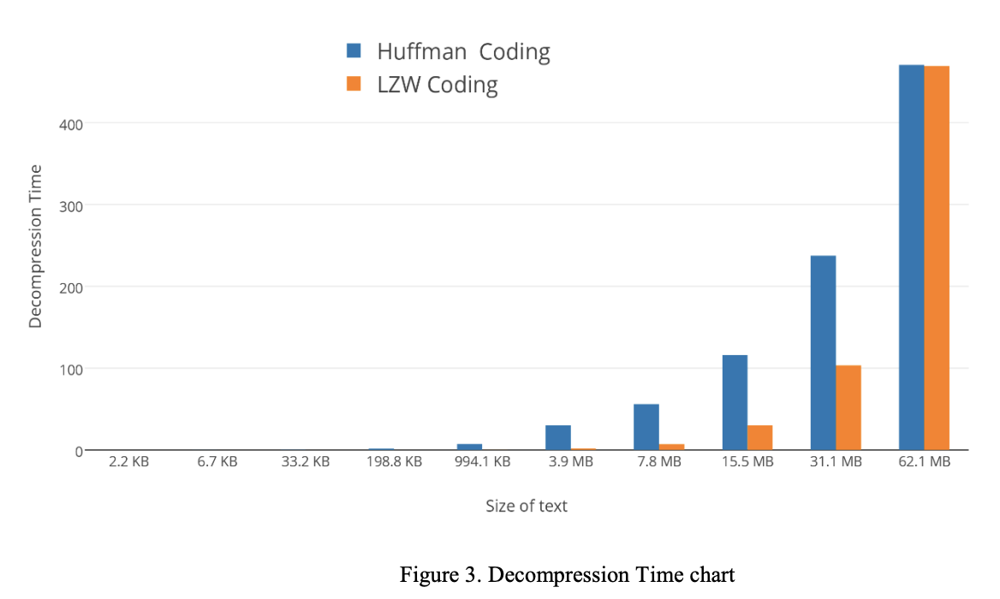 Huffman  Coding
LZW Coding
Decompression Time
400
300
200
100
0
2.2 KB 6.7 KB 33.2 KB 198.8 KB 994.1 KB 3.9 MB 7.8 MB 15.5 MB 31.1 MB 62.1 MB
Size of text
Figure 3. Decompression Time chart